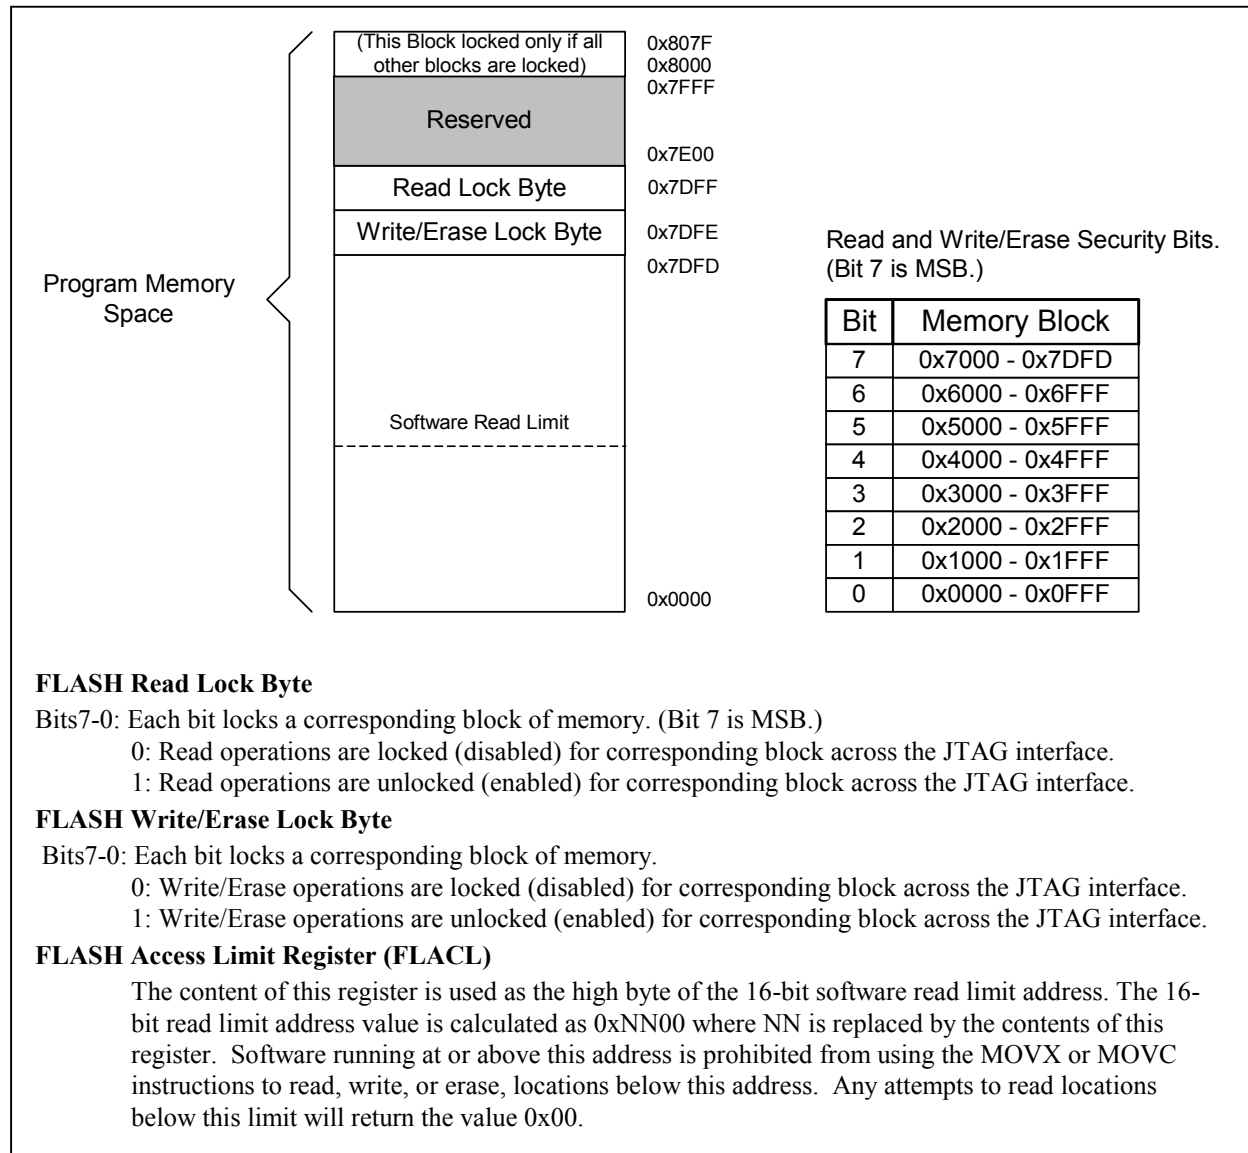 (This Block locked only if all
other blocks are locked)
0x807F
0x8000
0x7FFF
Reserved
0x7E00
Read Lock Byte
0x7DFF
Write/Erase Lock Byte
0x7DFE
0x7DFD
Program Memory
Space
Software Read Limit
0x0000
Read and Write/Erase Security Bits.
(Bit 7 is MSB.)
Bit Memory Block
7 0x7000 - 0x7DFD
6 0x6000 - 0x6FFF
5 0x5000 - 0x5FFF
4 0x4000 - 0x4FFF
3 0x3000 - 0x3FFF
2 0x2000 - 0x2FFF
1 0x1000 - 0x1FFF
0 0x0000 - 0x0FFF
FLASH Read Lock Byte
Bits7-0: Each bit locks a corresponding block of memory. (Bit 7 is MSB.)
0: Read operations are locked (disabled) for corresponding block across the JTAG interface.
1: Read operations are unlocked (enabled) for corresponding block across the JTAG interface.
FLASH Write/Erase Lock Byte
Bits7-0: Each bit locks a corresponding block of memory.
0: Write/Erase operations are locked (disabled) for corresponding block across the JTAG interface.
1: Write/Erase operations are unlocked (enabled) for corresponding block across the JTAG interface.
FLASH Access Limit Register (FLACL)
The content of this register is used as the high byte of the 16-bit software read limit address. The 16-
bit read limit address value is calculated as 0xNN00 where NN is replaced by the contents of this
register. Software running at or above this address is prohibited from using the MOVX or MOVC
instructions to read, write, or erase, locations below this address. Any attempts to read locations
below this limit will return the value 0x00.